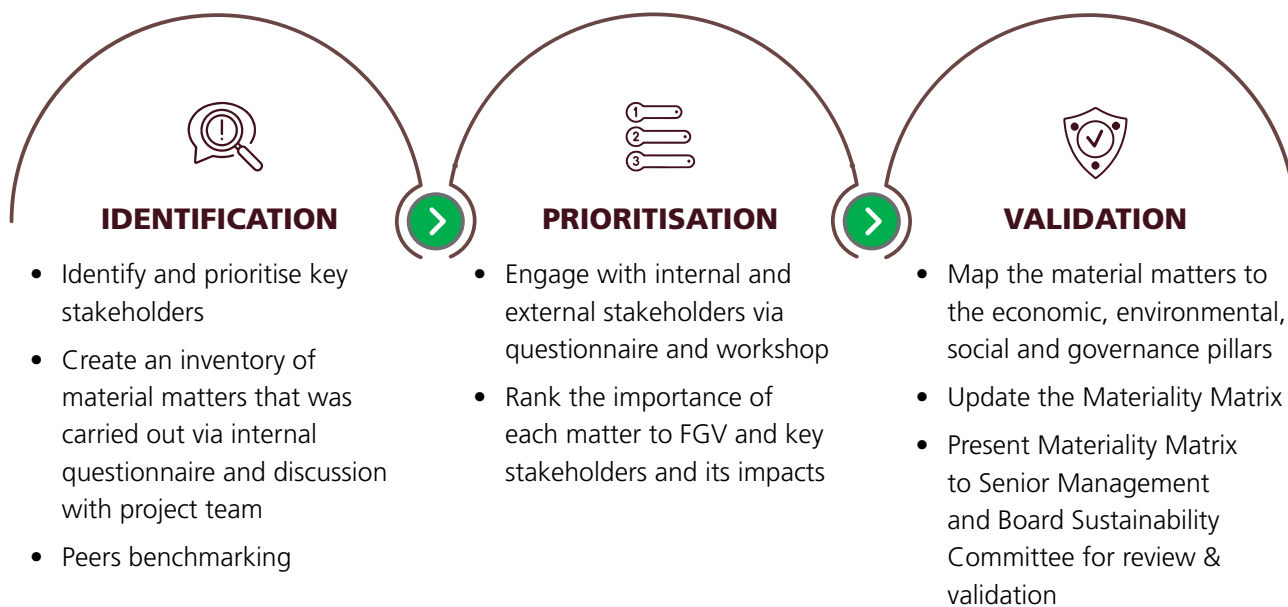 1
2
3
IDENTIFICATION
• Identify and prioritise key
stakeholders
• Create an inventory of
material matters that was
carried out via internal
questionnaire and discussion
with project team
• Peers benchmarking
PRIORITISATION
• Engage with internal and
external stakeholders via
questionnaire and workshop
• Rank the importance of
each matter to FGV and key
stakeholders and its impacts
VALIDATION
• Map the material matters to
the economic, environmental,
social and governance pillars
• Update the Materiality Matrix
• Present Materiality Matrix
to Senior Management
and Board Sustainability
Committee for review &
validation